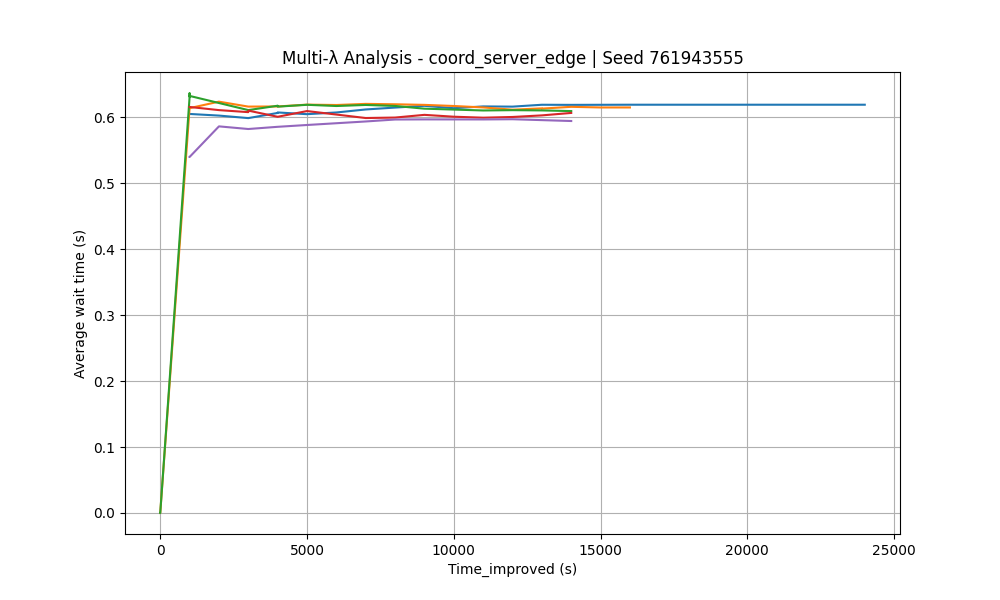 Multi-λ Analysis - coord_server_edge | Seed 761943555
Average wait time (s)
0.6
0.5
0.4
0.3
0.2
0.1
0.0
0 5000 10000 15000 20000 25000
Time_improved (s)